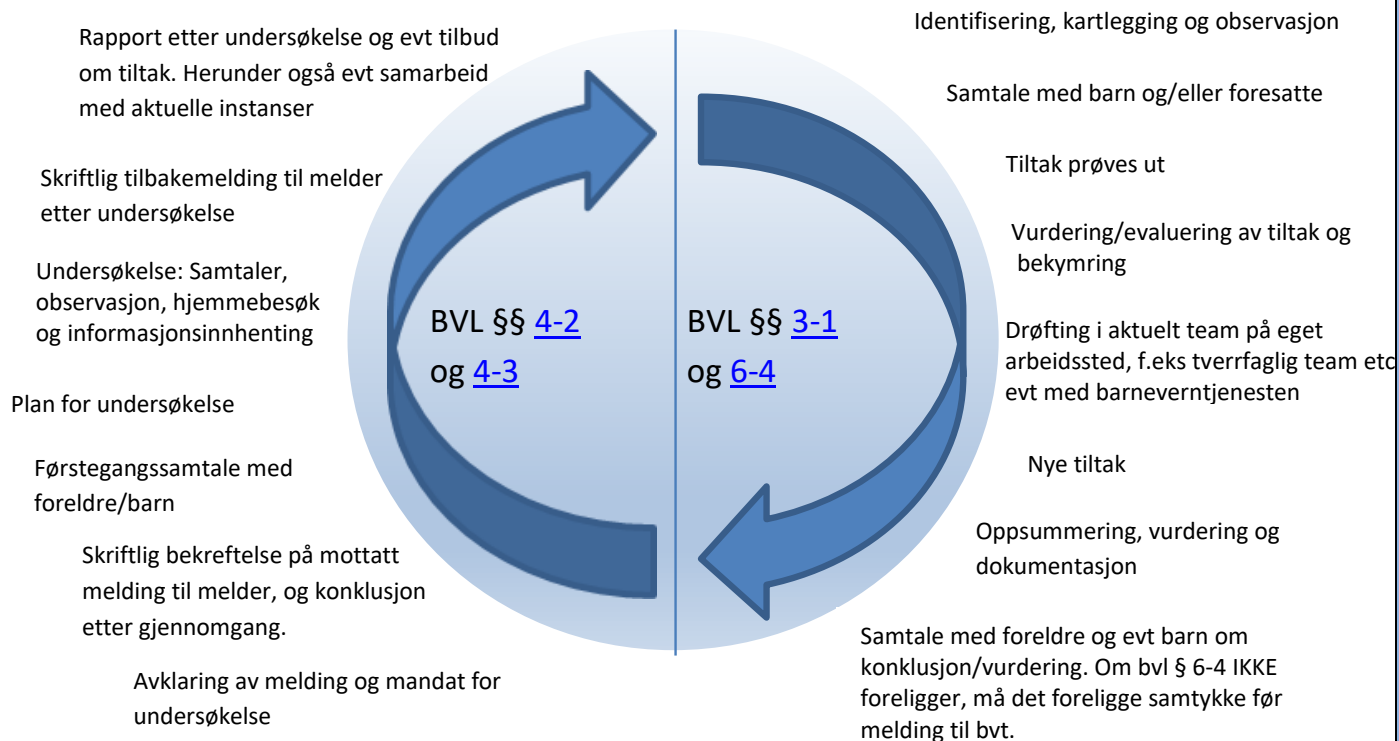 Rapport etter undersøkelse og evt tilbud
om tiltak. Herunder også evt samarbeid
med aktuelle instanser
Skriftlig tilbakemelding til melder
etter undersøkelse
Undersøkelse: Samtaler,
observasjon, hjemmebesøk
og informasjonsinnhenting
Plan for undersøkelse
Førstegangssamtale med
foreldre/barn
Skriftlig bekreftelse på mottatt
melding til melder, og konklusjon
etter gjennomgang.
Avklaring av melding og mandat for
undersøkelse
BVL §§ 4-2
og 4-3
BVL §§ 3-1
og 6-4
Identifisering, kartlegging og observasjon
Samtale med barn og/eller foresatte
Tiltak prøves ut
Vurdering/evaluering av tiltak og
bekymring
Drøfting i aktuelt team på eget
arbeidssted, f.eks tverrfaglig team etc
evt med barneverntjenesten
Nye tiltak
Oppsummering, vurdering og
dokumentasjon
Samtale med foreldre og evt barn om
konklusjon/vurdering. Om bvl § 6-4 IKKE
foreligger, må det foreligge samtykke før
melding til bvt.